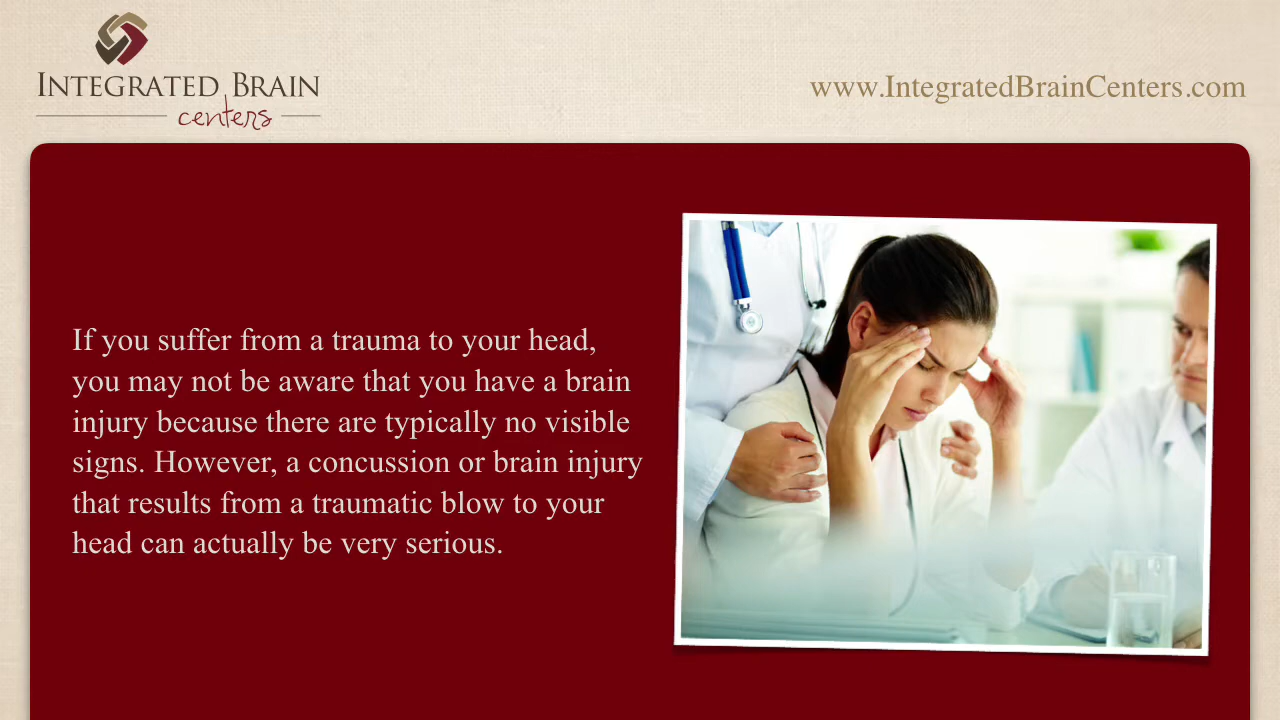 INTEGRATED BRAIN
centers
www.IntegratedBrainCenters.com
If you suffer from a trauma to your head,
you may not be aware that you have a brain
injury because there are typically no visible
signs. However, a concussion or brain injury
that results from a traumatic blow to your
head can actually be very serious.